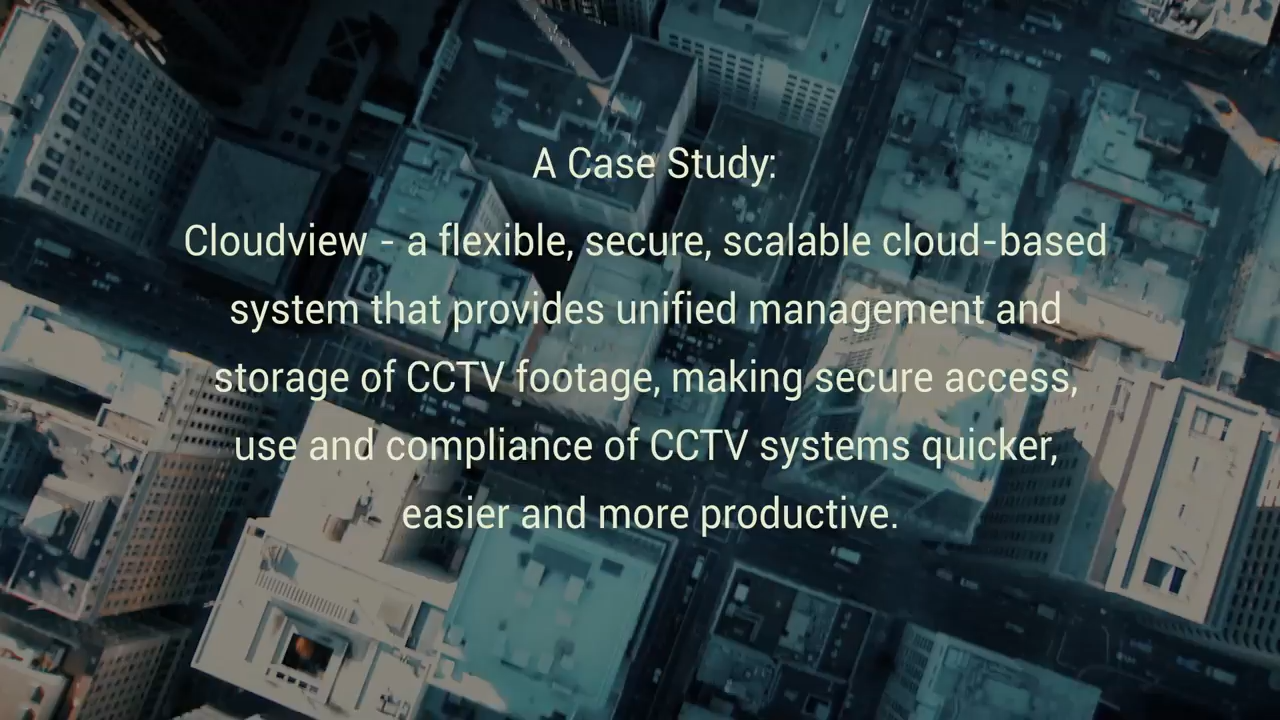 A Case Study:
Cloudview - a flexible, secure, scalable cloud-based
system that provides unified management and
storage of CCTV footage, making secure access,
use and compliance of CCTV systems quicker,
easier and more productive.